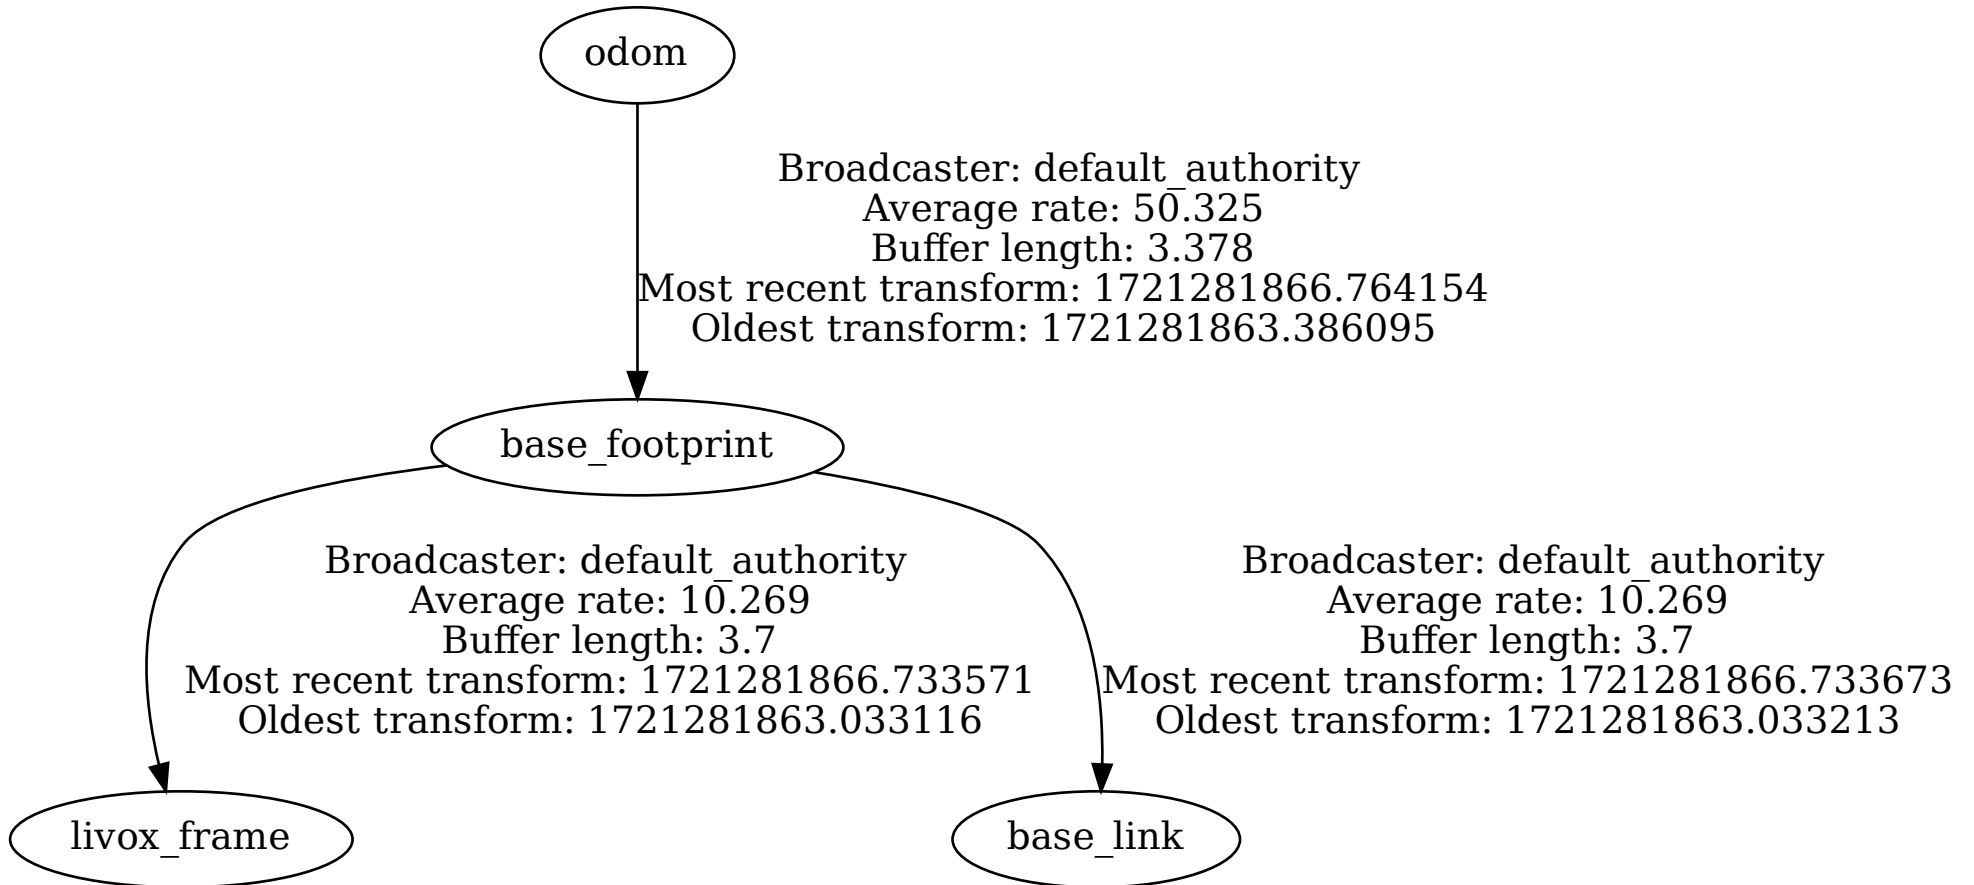 odom
Broadcaster: default_authority
Average rate: 50.325
Buffer length: 3.378
Most recent transform: 1721281866.764154
Oldest transform: 1721281863.386095
base_footprint
Broadcaster: default_authority
Average rate: 10.269
Buffer length: 3.7
Most recent transform: 1721281866.733571
Oldest transform: 1721281863.033116
Broadcaster: default_authority
Average rate: 10.269
Buffer length: 3.7
Most recent transform: 1721281866.733673
Oldest transform: 1721281863.033213
livox_frame
base_link